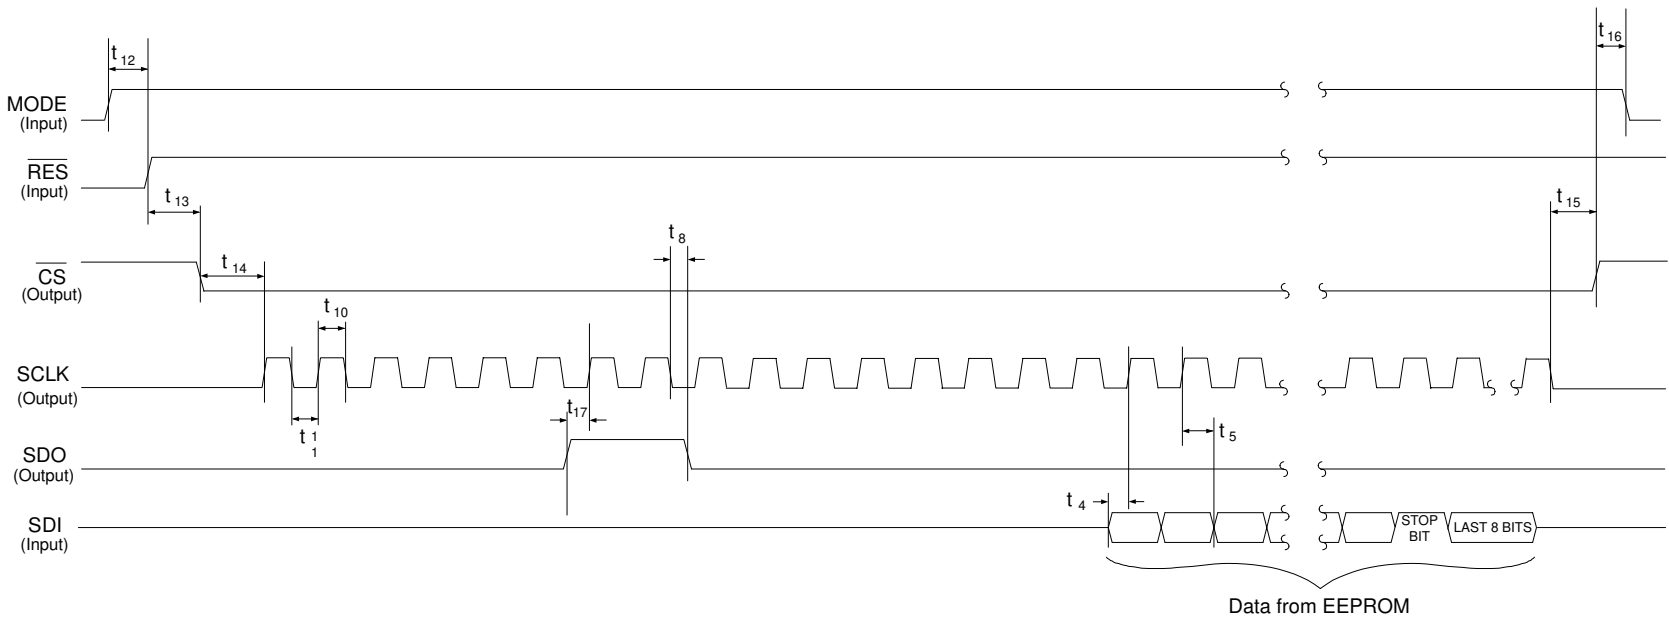 t 12
t 16
MODE
(Input)
RES
(Input)
t 13
t 15
t 8
CS
(Output)
t 14
t 10
SCLK
(Output)
t 1
1
t17
t 5
SDO
(Output)
t 4
SDI
(Input)
STOP
BIT
LAST 8 BITS
Data from EEPROM